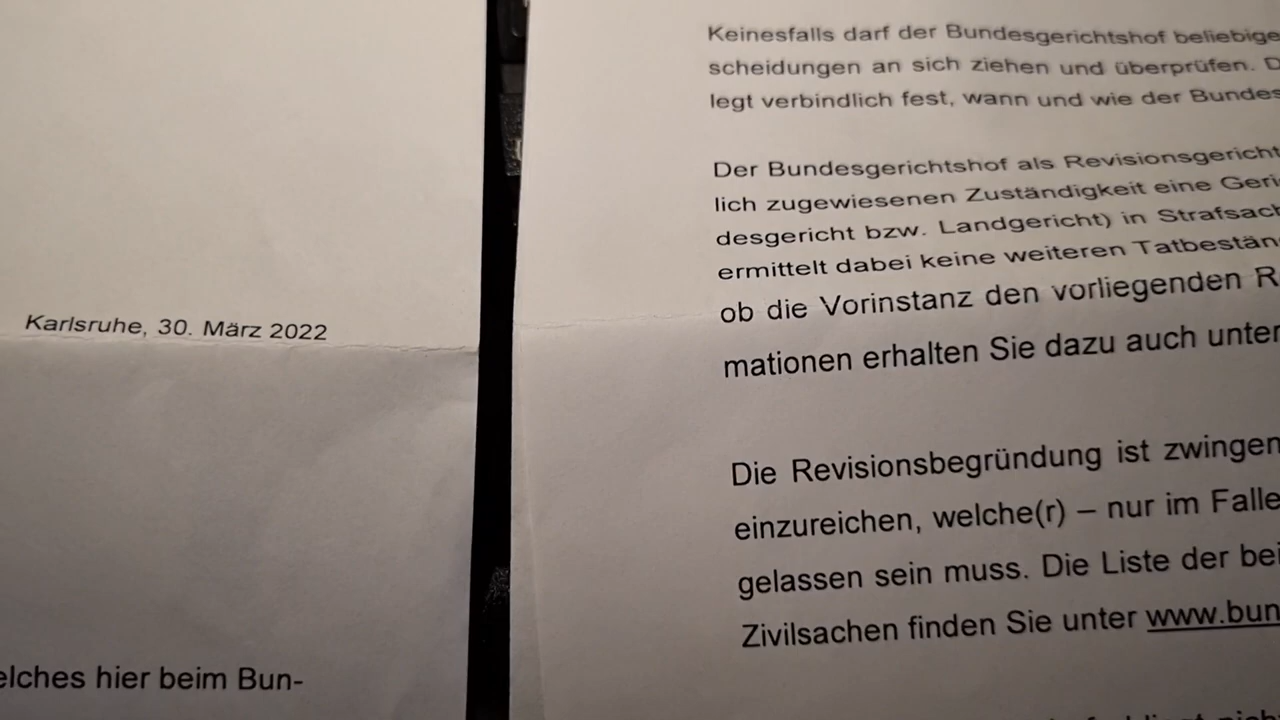 Karlsruhe, 30. März 2022
elches hier beim Bun-
Keinesfalls darf der Bundesgerichtshof beliebige
scheidungen an sich ziehen und überprüfen. D
legt verbindlich fest, wann und wie der Bundes
Der Bundesgerichtshof als Revisionsgericht
lich zugewiesenen Zuständigkeit eine Geri
desgericht bzw. Landgericht) in Strafsach
ermittelt dabei keine weiteren Tatbestän
ob die Vorinstanz den vorliegenden R
mationen erhalten Sie dazu auch unter
Die Revisionsbegründung ist zwingen
einzureichen, welche(r) – nur im Falle
gelassen sein muss. Die Liste der bei
Zivilsachen finden Sie unter www.bun